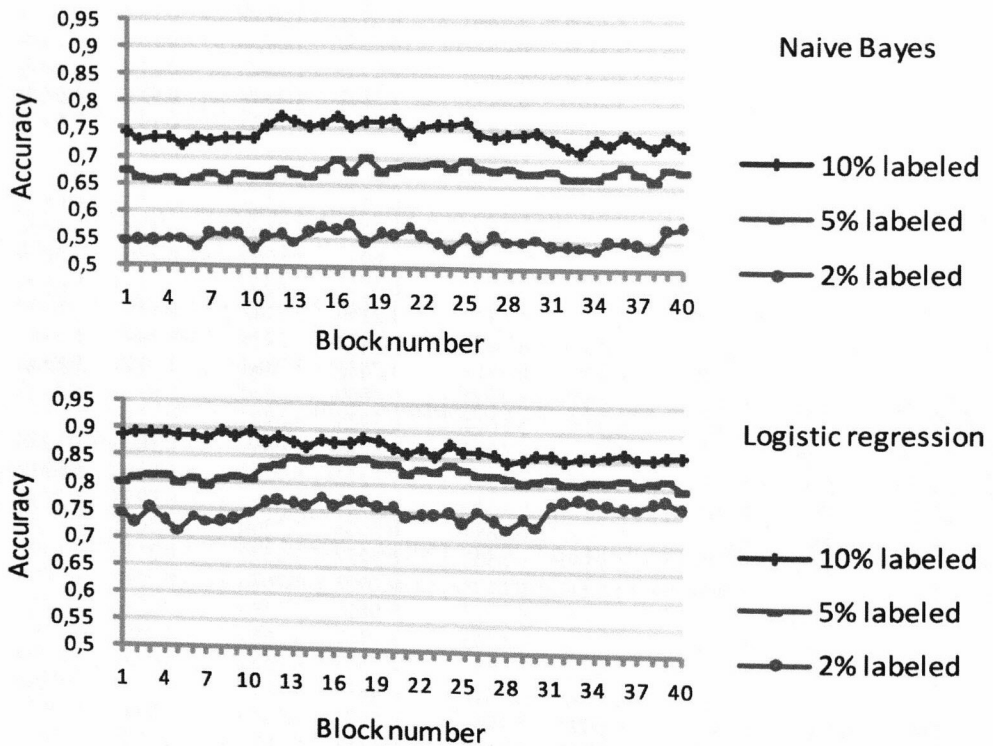 Naive Bayes
Accuracy
0,95
0,9
0,85
0,8
0,75
0,7
0,65
0,6
0,55
0,5
1 4 7 10 13 16 19 22 25 28 31 34 37 40
Block number
10% labeled
5% labeled
2% labeled
Logistic regression
Accuracy
0,95
0,9
0,85
0,8
0,75
0,7
0,65
0,6
0,55
0,5
1 4 7 10 13 16 19 22 25 28 31 34 37 40
Block number
10% labeled
5% labeled
2% labeled